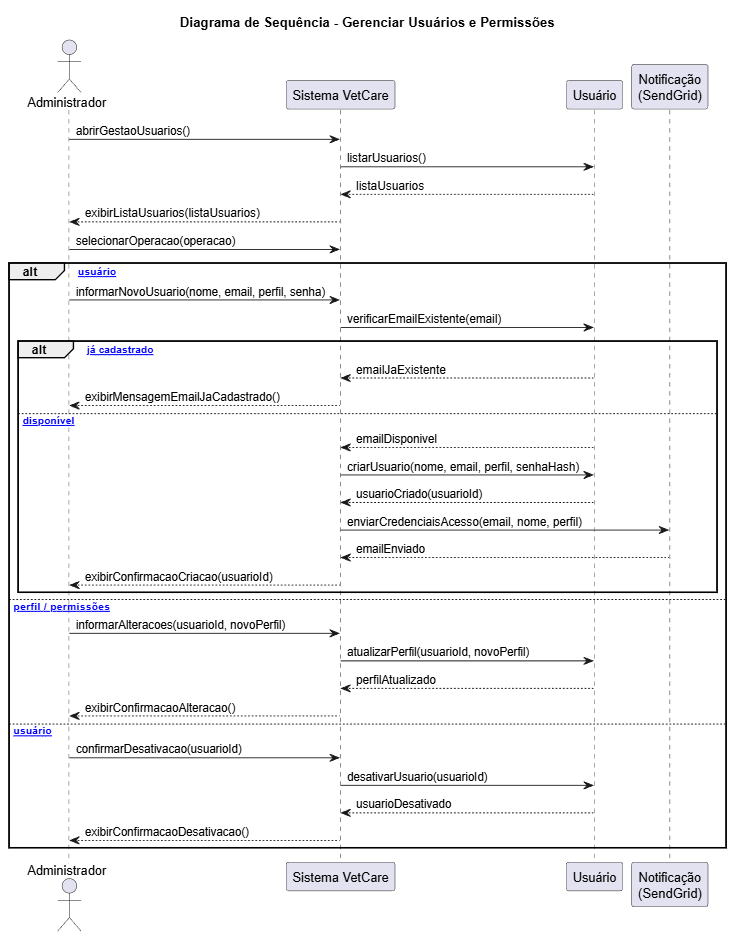 Diagrama de Sequência - Gerenciar Usuários e Permissões
Administrador
Sistema VetCare
Usuário
Notificação
(SendGrid)
abrirGestaoUsuarios()
listarUsuarios()
listaUsuarios
exibirListaUsuarios(listaUsuarios)
selecionarOperacao(operacao)
alt
usuário
informarNovoUsuario(nome, email, perfil, senha)
verificarEmailExistente(email)
alt
já cadastrado
emailJaExistente
exibirMensagemEmailJaCadastrado()
disponível
emailDisponivel
criarUsuario(nome, email, perfil, senhaHash)
usuarioCriado(usuarioId)
enviarCredenciaisAcesso(email, nome, perfil)
emailEnviado
exibirConfirmacaoCriacao(usuarioId)
perfil / permissões
informarAlteracoes(usuarioId, novoPerfil)
atualizarPerfil(usuarioId, novoPerfil)
perfilAtualizado
exibirConfirmacaoAlteracao()
usuário
confirmarDesativacao(usuarioId)
desativarUsuario(usuarioId)
usuarioDesativado
exibirConfirmacaoDesativacao()
Administrador
Sistema VetCare
Usuário
Notificação
(SendGrid)